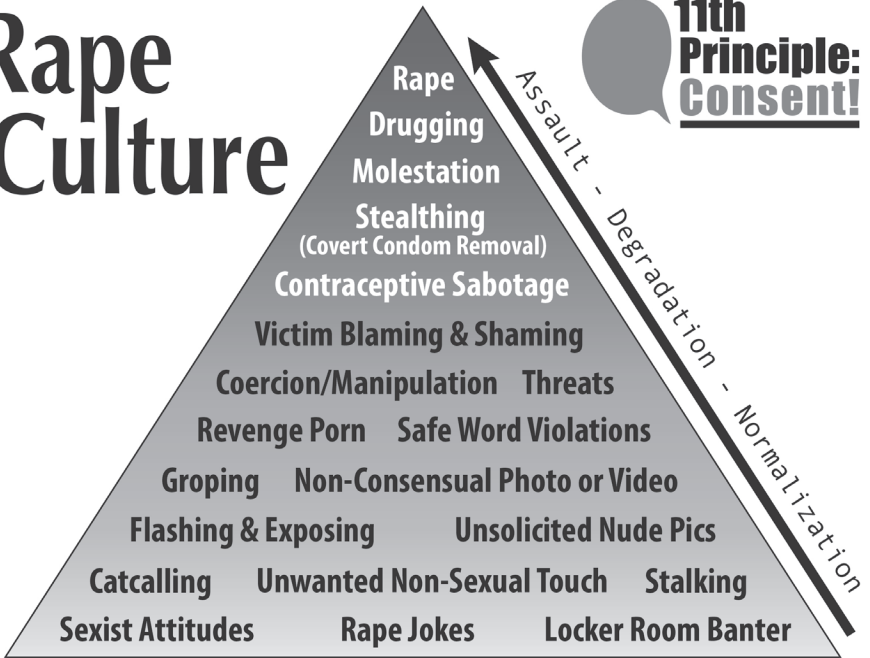 Rape
Culture
11th
Principle:
Consent!
Rape
Drugging
Molestation
Stealthing
(Covert Condom Removal)
Contraceptive Sabotage
Victim Blaming & Shaming
Coercion/Manipulation Threats
Revenge Porn Safe Word Violations
Groping Non-Consensual Photo or Video
Flashing & Exposing Unsolicited Nude Pics
Catcalling Unwanted Non-Sexual Touch Stalking
Sexist Attitudes Rape Jokes Locker Room Banter
Assault - Degradation - Normalization